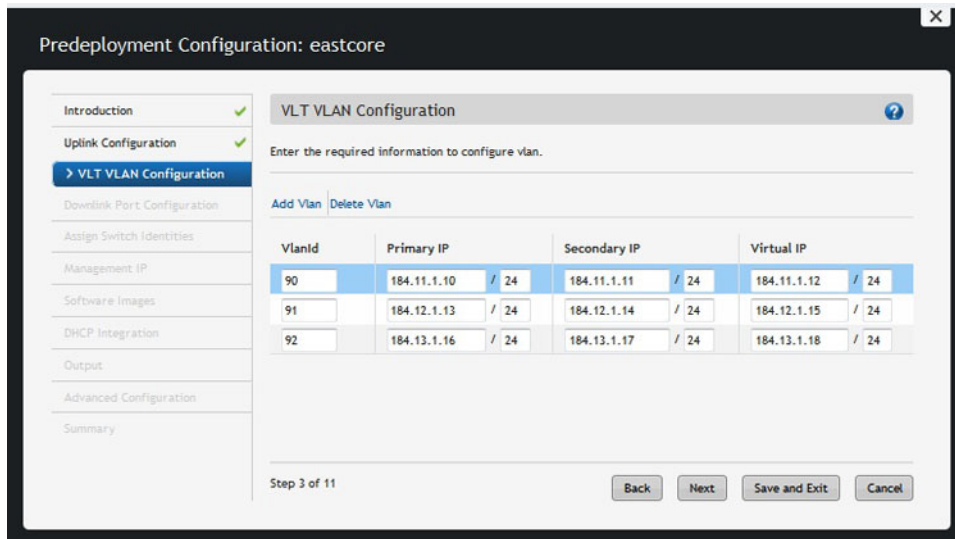 Predeployment Configuration: eastcore
Introduction
Uplink Configuration
> VLT VLAN Configuration
Downlink Port Configuration
Assign Switch Identities
Management IP
Software Images
DHCP Integration
Output
Advanced Configuration
Summary
VLT VLAN Configuration
Enter the required information to configure vlan.
Add Vlan Delete Vlan
VlanId Primary IP Secondary IP Virtual IP
90 184.11.1.10 / 24 184.11.1.11 / 24 184.11.1.12 / 24
91 184.12.1.13 / 24 184.12.1.14 / 24 184.12.1.15 / 24
92 184.13.1.16 / 24 184.13.1.17 / 24 184.13.1.18 / 24
Step 3 of 11 Back Next Save and Exit Cancel